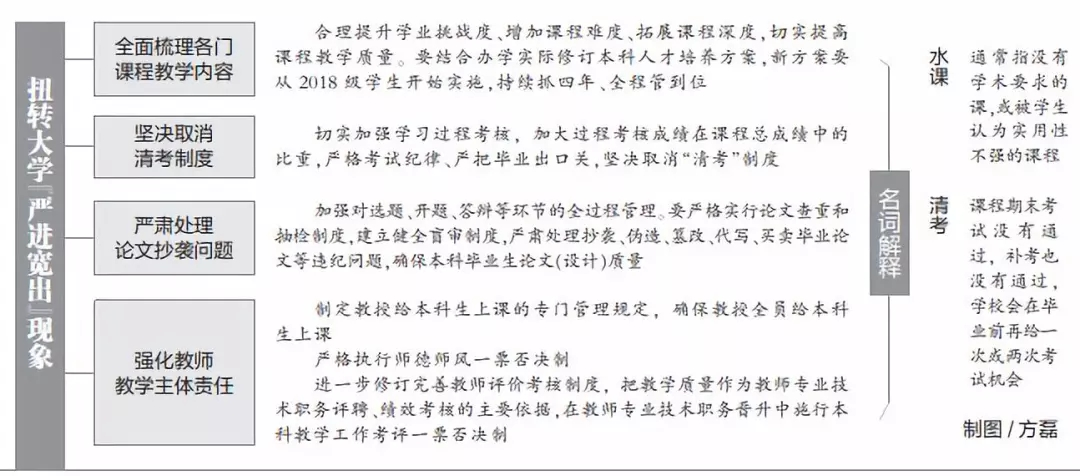 扭转大学『严进宽出』现象
全面梳理各门
课程教学内容
合理提升学业挑战度、增加课程难度、拓展课程深度，切实提高
课程教学质量。要结合办学实际修订本科人才培养方案，新方案要
从 2018 级学生开始实施，持续抓四年、全程管到位
坚决取消
清考制度
切实加强学习过程考核，加大过程考核成绩在课程总成绩中的
比重，严格考试纪律、严把毕业出口关，坚决取消“清考”制度
严肃处理
论文抄袭问题
加强对选题、开题、答辩等环节的全过程管理。要严格实行论文查重和
抽检制度，建立健全盲审制度，严肃处理抄袭、伪造、篡改、代写、买卖毕业论
文等违纪问题，确保本科毕业生论文(设计)质量
强化教师
教学主体责任
制定教授给本科生上课的专门管理规定，确保教授全员给本科
生上课
严格执行师德师风一票否决制
进一步修订完善教师评价考核制度，把教学质量作为教师专业技
术职务评聘、绩效考核的主要依据，在教师专业技术职务晋升中施行本
科教学工作考评一票否决制
名词解释
水课
通常指没有
学术要求的
课，或被学生
认为实用性
不强的课程
清考
课程期末考
试没有通
过，补考也
没有通过，
学校会在毕
业前再给一
次或两次考
试机会
制图/方磊